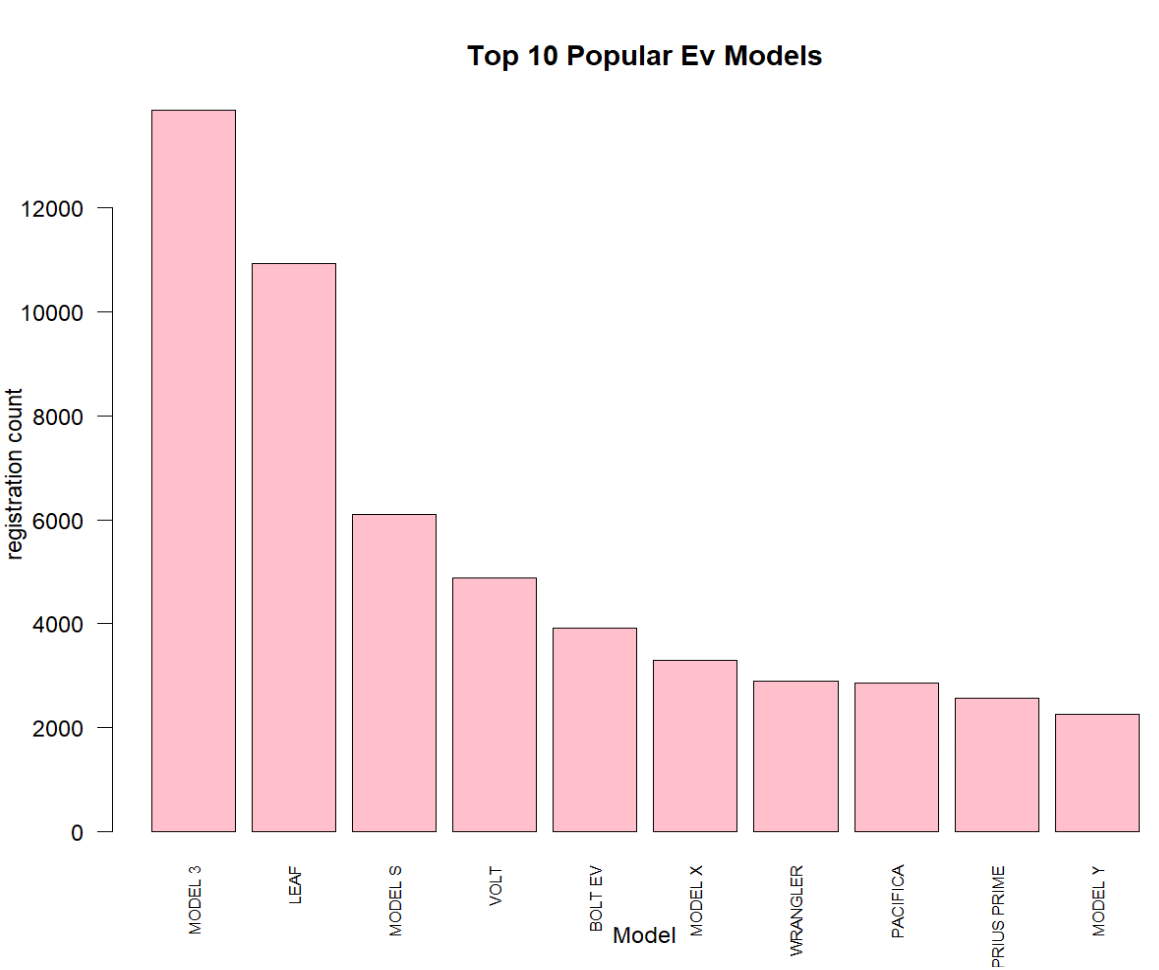 Top 10 Popular Ev Models
registration count
12000
10000
8000
6000
4000
2000
0
MODEL 3
LEAF
MODEL S
VOLT
BOLT EV
MODEL X
WRANGLER
PACIFICA
PRIUS PRIME
MODEL Y
Model